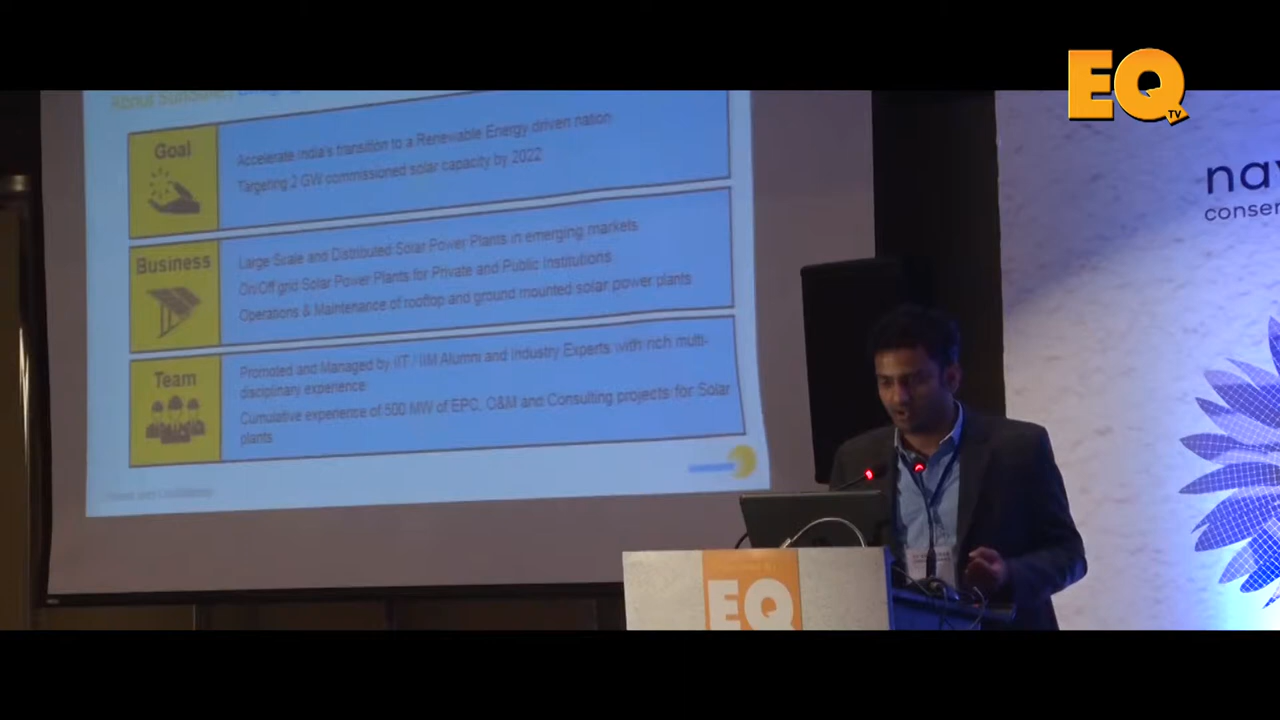 EQ
TV
About SunSource
Goal
Accelerate India's transition to a Renewable Energy driven nation
Targeting 2 GW commissioned solar capacity by 2022
Business
Large Scale and Distributed Solar Power Plants in emerging markets
On/Off grid Solar Power Plants for Private and Public Institutions
Operations & Maintenance of rooftop and ground mounted solar power plants
Team
Promoted and Managed by IIT / IIM Alumni and Industry Experts with rich multi-
disciplinary experience
Cumulative experience of 500 MW of EPC, O&M and Consulting projects for Solar
plants
nav
conser
EQ